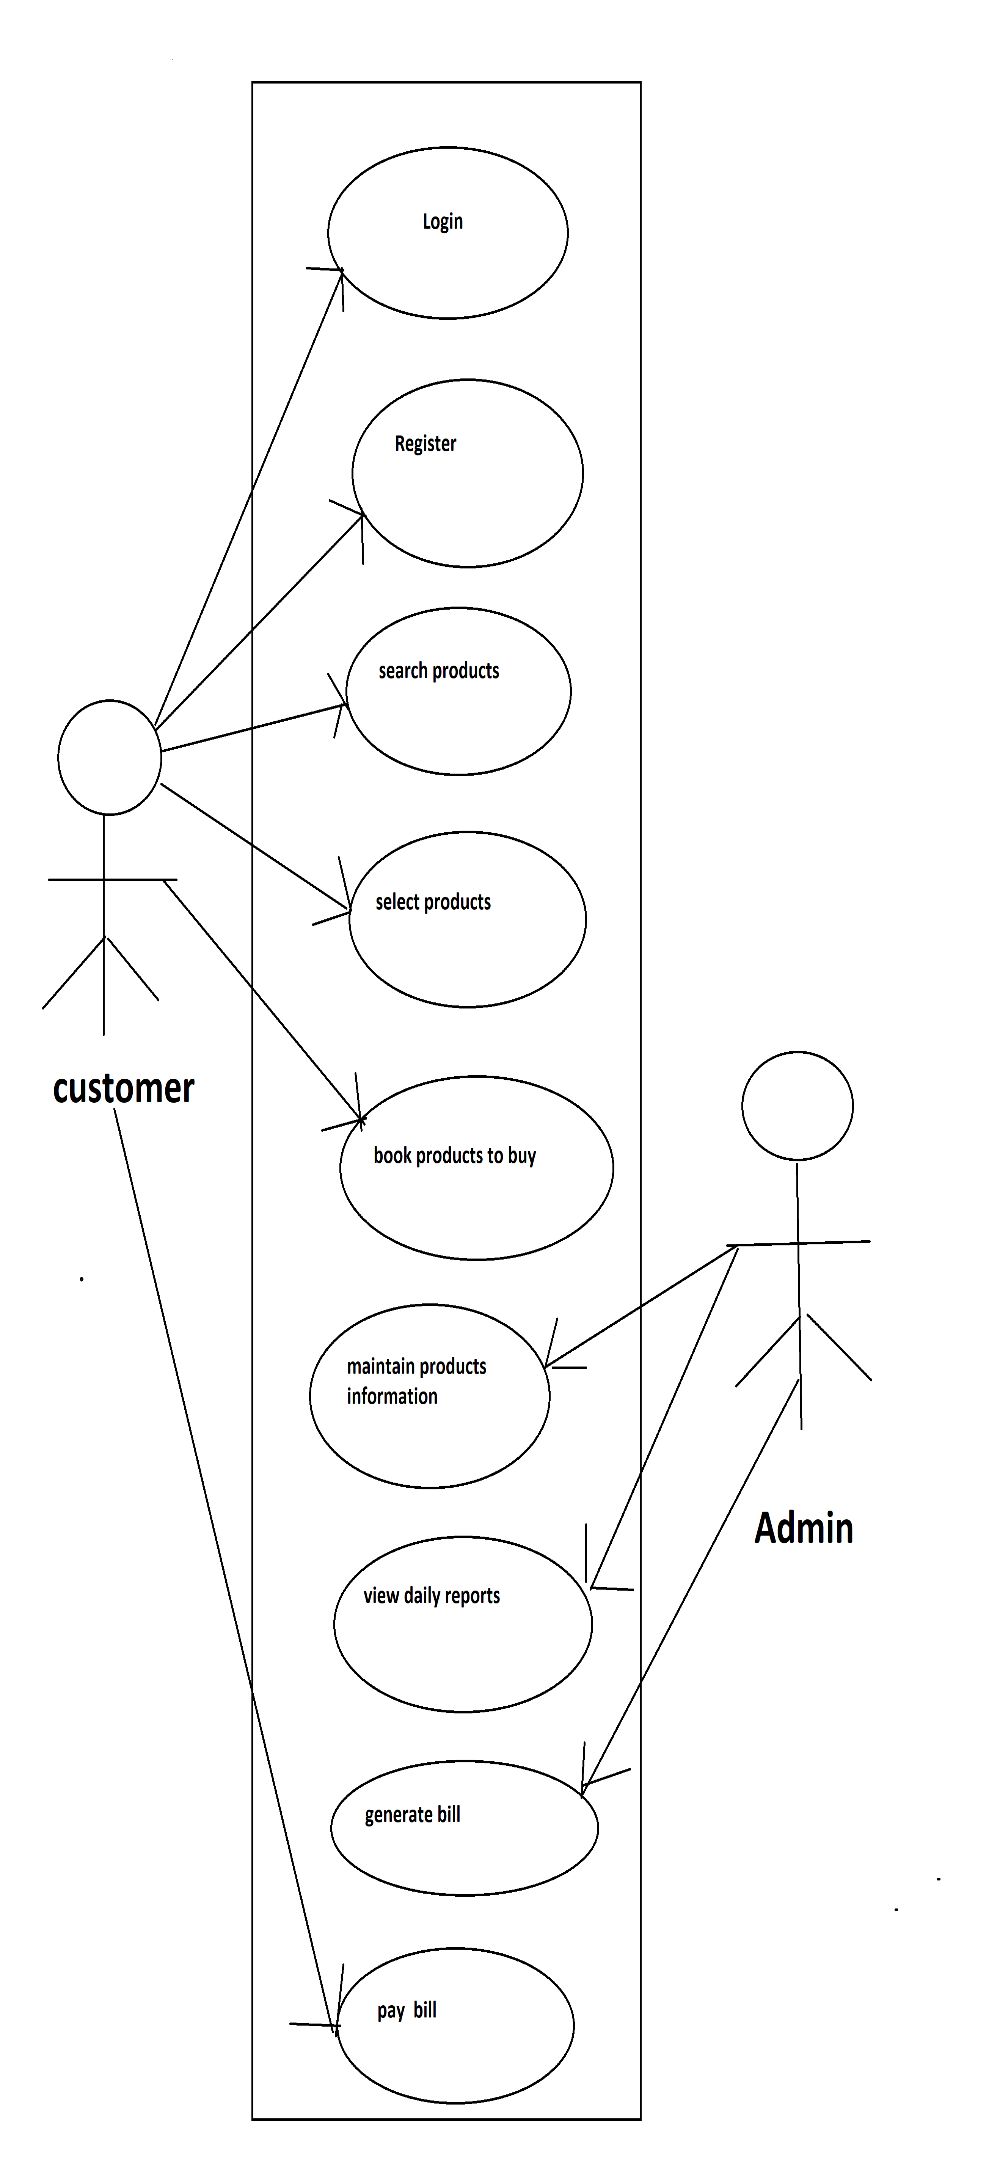 Login
Register
search products
select products
customer
book products to buy
maintain products
information
Admin
view daily reports
generate bill
pay  bill